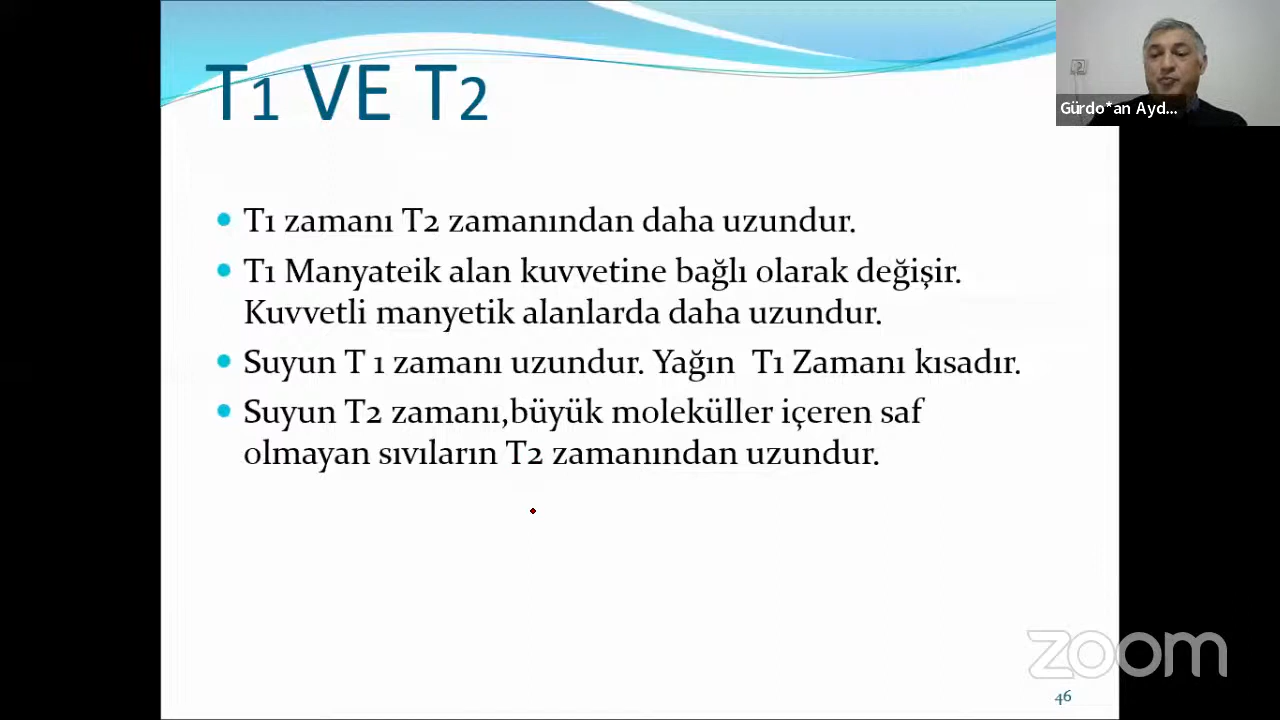 T1 VE T2
Gürdo*an Ayd...
• T1 zamanı T2 zamanından daha uzundur.
• T1 Manyateik alan kuvvetine bağlı olarak değişir.
Kuvvetli manyetik alanlarda daha uzundur.
• Suyun T 1 zamanı uzundur. Yağın T1 Zamanı kısadır.
• Suyun T2 zamanı,büyük moleküller içeren saf
olmayan sıvıların T2 zamanından uzundur.
zoom
46